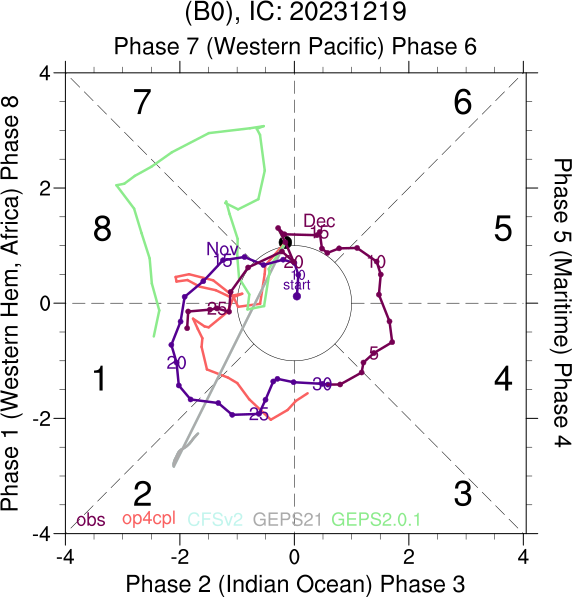 (B0), IC: 20231219
Phase 7 (Western Pacific) Phase 6
4
7
6
3
Dec
15
2
8
5
Nov
15
20
10
10
1
start
0
25
5
20
1
4
30
-2
25
2
3
obs op4cpl CFSv2 GEPS21 GEPS2.0.1
-4
-4 -2 0 2 4
Phase 2 (Indian Ocean) Phase 3
Phase 1 (Western Hem, Africa) Phase 8
Phase 5 (Maritime) Phase 4